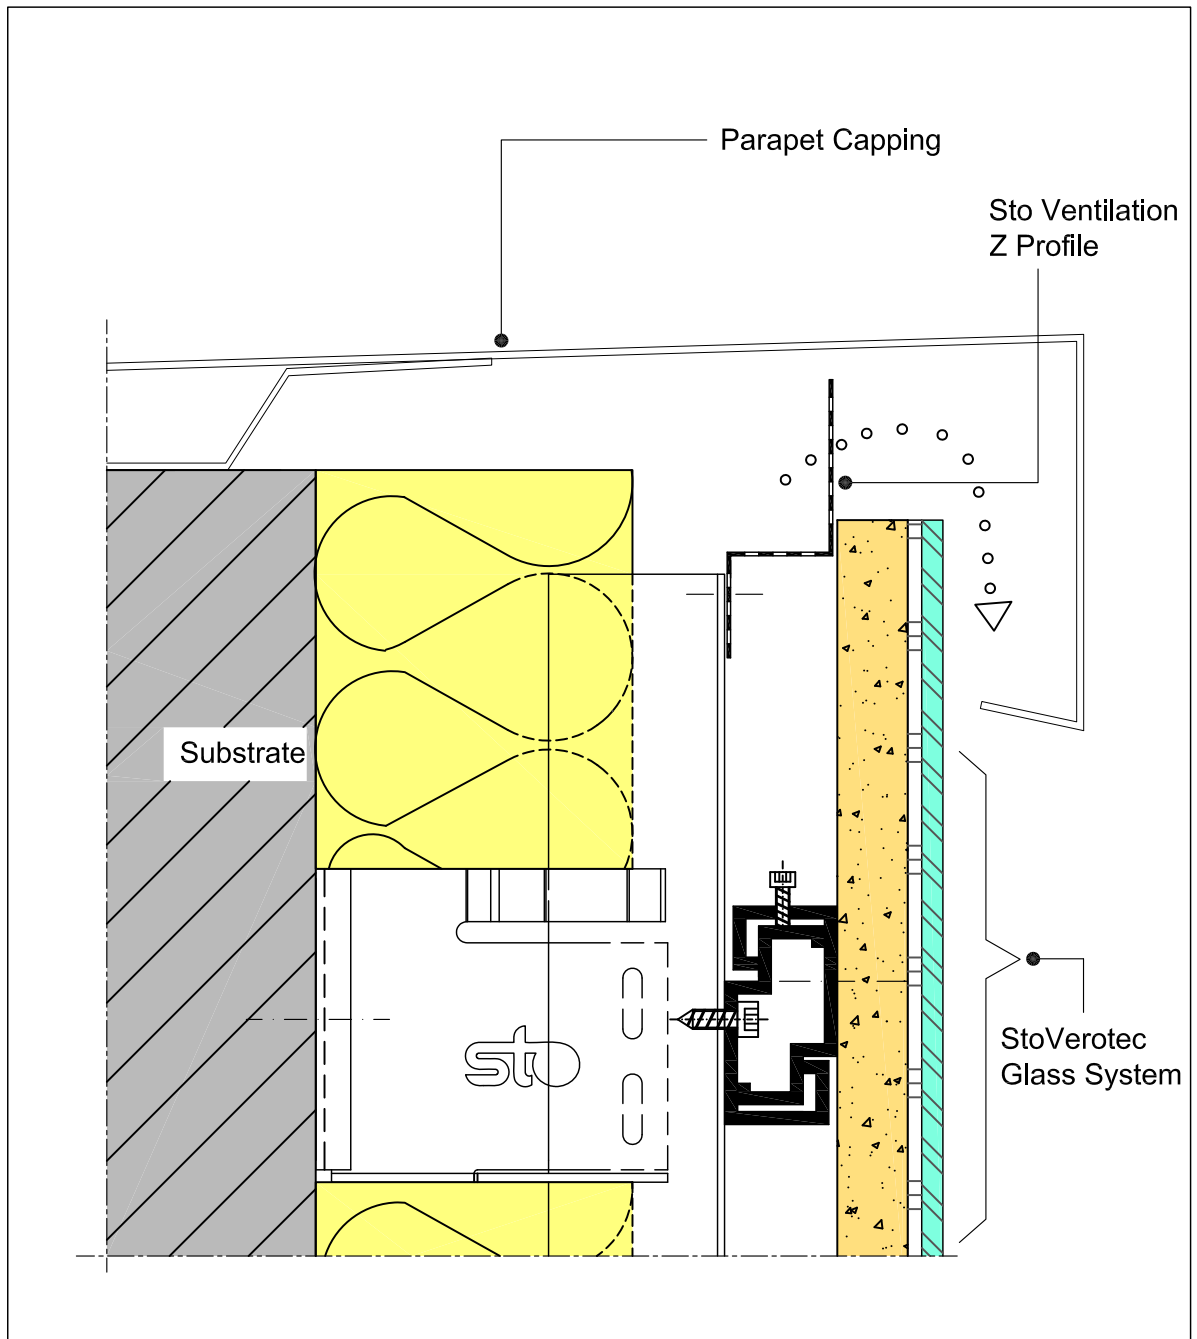 Parapet Capping
Sto Ventilation
Z Profile
Substrate
sto
StoVerotec
Glass System